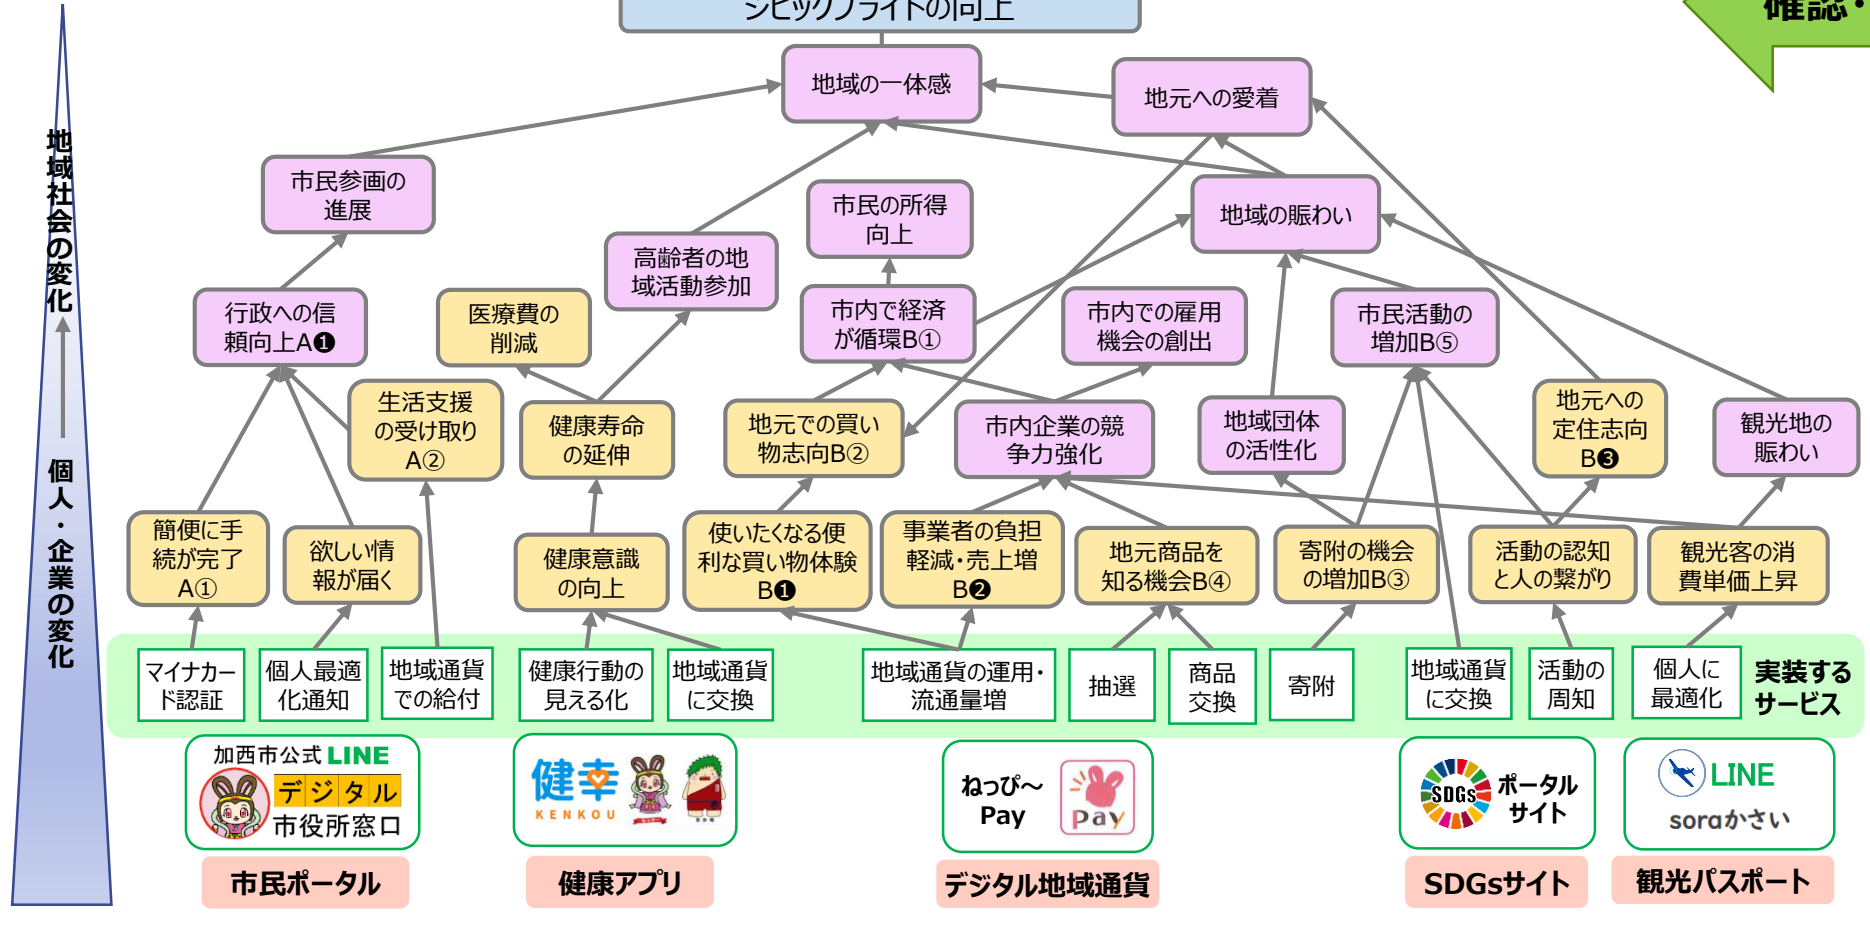 シビックプライドの向上
確認・
地域の一体感
地元への愛着
市民参画の
進展
市民の所得
向上
地域の賑わい
高齢者の地
域活動参加
行政への信
頼向上A❶
医療費の
削減
市内で経済
が循環B①
市内での雇用
機会の創出
市民活動の
増加B⑤
生活支援
の受け取り
A②
健康寿命
の延伸
地元での買い
物志向B②
市内企業の競
争力強化
地域団体
の活性化
地元への
定住志向
B❸
観光地の
賑わい
簡便に手
続が完了
A①
欲しい情
報が届く
健康意識
の向上
使いたくなる便
利な買い物体験
B❶
事業者の負担
軽減・売上増
B❷
地元商品を
知る機会B④
寄附の機会
の増加B③
活動の認知
と人の繋がり
観光客の消
費単価上昇
地域社会の変化
個人・企業の変化
マイナカー
ド認証
個人最適
化通知
地域通貨
での給付
健康行動の
見える化
地域通貨
に交換
地域通貨の運用・
流通量増
抽選
商品
交換
寄附
地域通貨
に交換
活動の
周知
個人に
最適化
実装する
サービス
加西市公式 LINE
デジタル
市役所窓口
健幸
KENKOU
ねっぴ～
Pay
Pay
SDGs
ポータル
サイト
LINE
soraかさい
市民ポータル
健康アプリ
デジタル地域通貨
SDGsサイト
観光パスポート